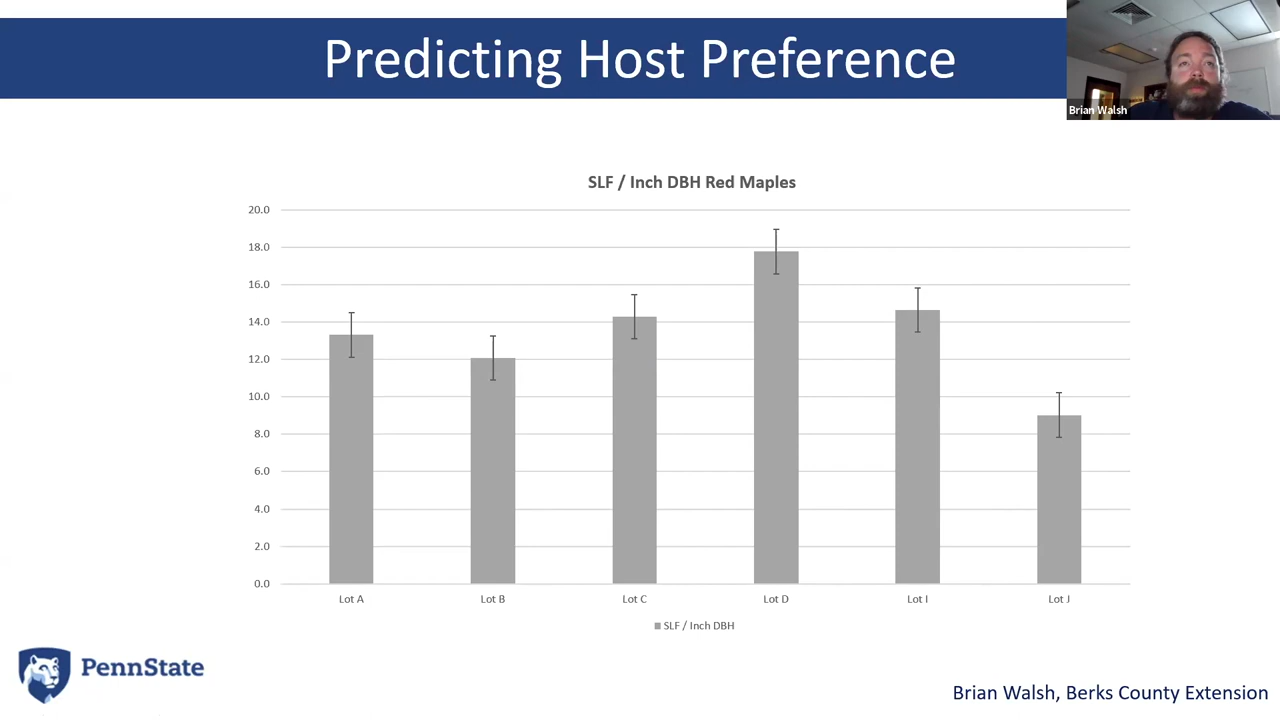 Predicting Host Preference
Brian Walsh
SLF / Inch DBH Red Maples
20.0
18.0
16.0
14.0
12.0
10.0
8.0
6.0
4.0
2.0
0.0
Lot A Lot B Lot C Lot D Lot I Lot J
SLF / Inch DBH
PennState
Brian Walsh, Berks County Extension